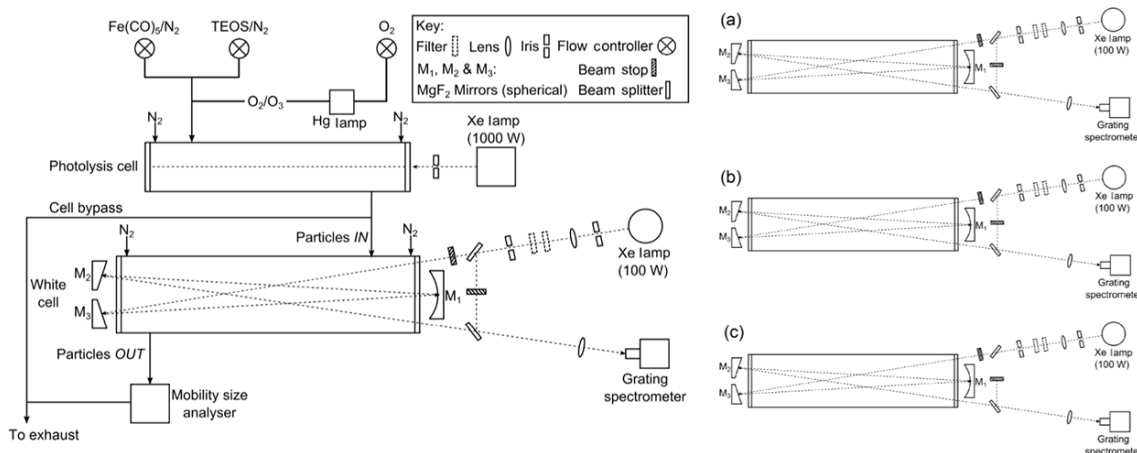 Fe(CO)5/N2
TEOS/N2
O2
Key:
Filter Lens Iris Flow controller
M1, M2 & M3: Beam stop
MgF2 Mirrors (spherical) Beam splitter
O2/O3
Hg lamp
N2
N2
Xe lamp
(1000 W)
Photolysis cell
Cell bypass
Particles IN
N2
N2
Xe lamp
(100 W)
M2
White
cell
M1
M3
Particles OUT
Grating
spectrometer
Mobility size
analyser
To exhaust
(a)
Xe lamp
(100 W)
M2
M1
M3
Grating
spectrometer
(b)
Xe lamp
(100 W)
M2
M1
M3
Grating
spectrometer
(c)
Xe lamp
(100 W)
M2
M1
M3
Grating
spectrometer